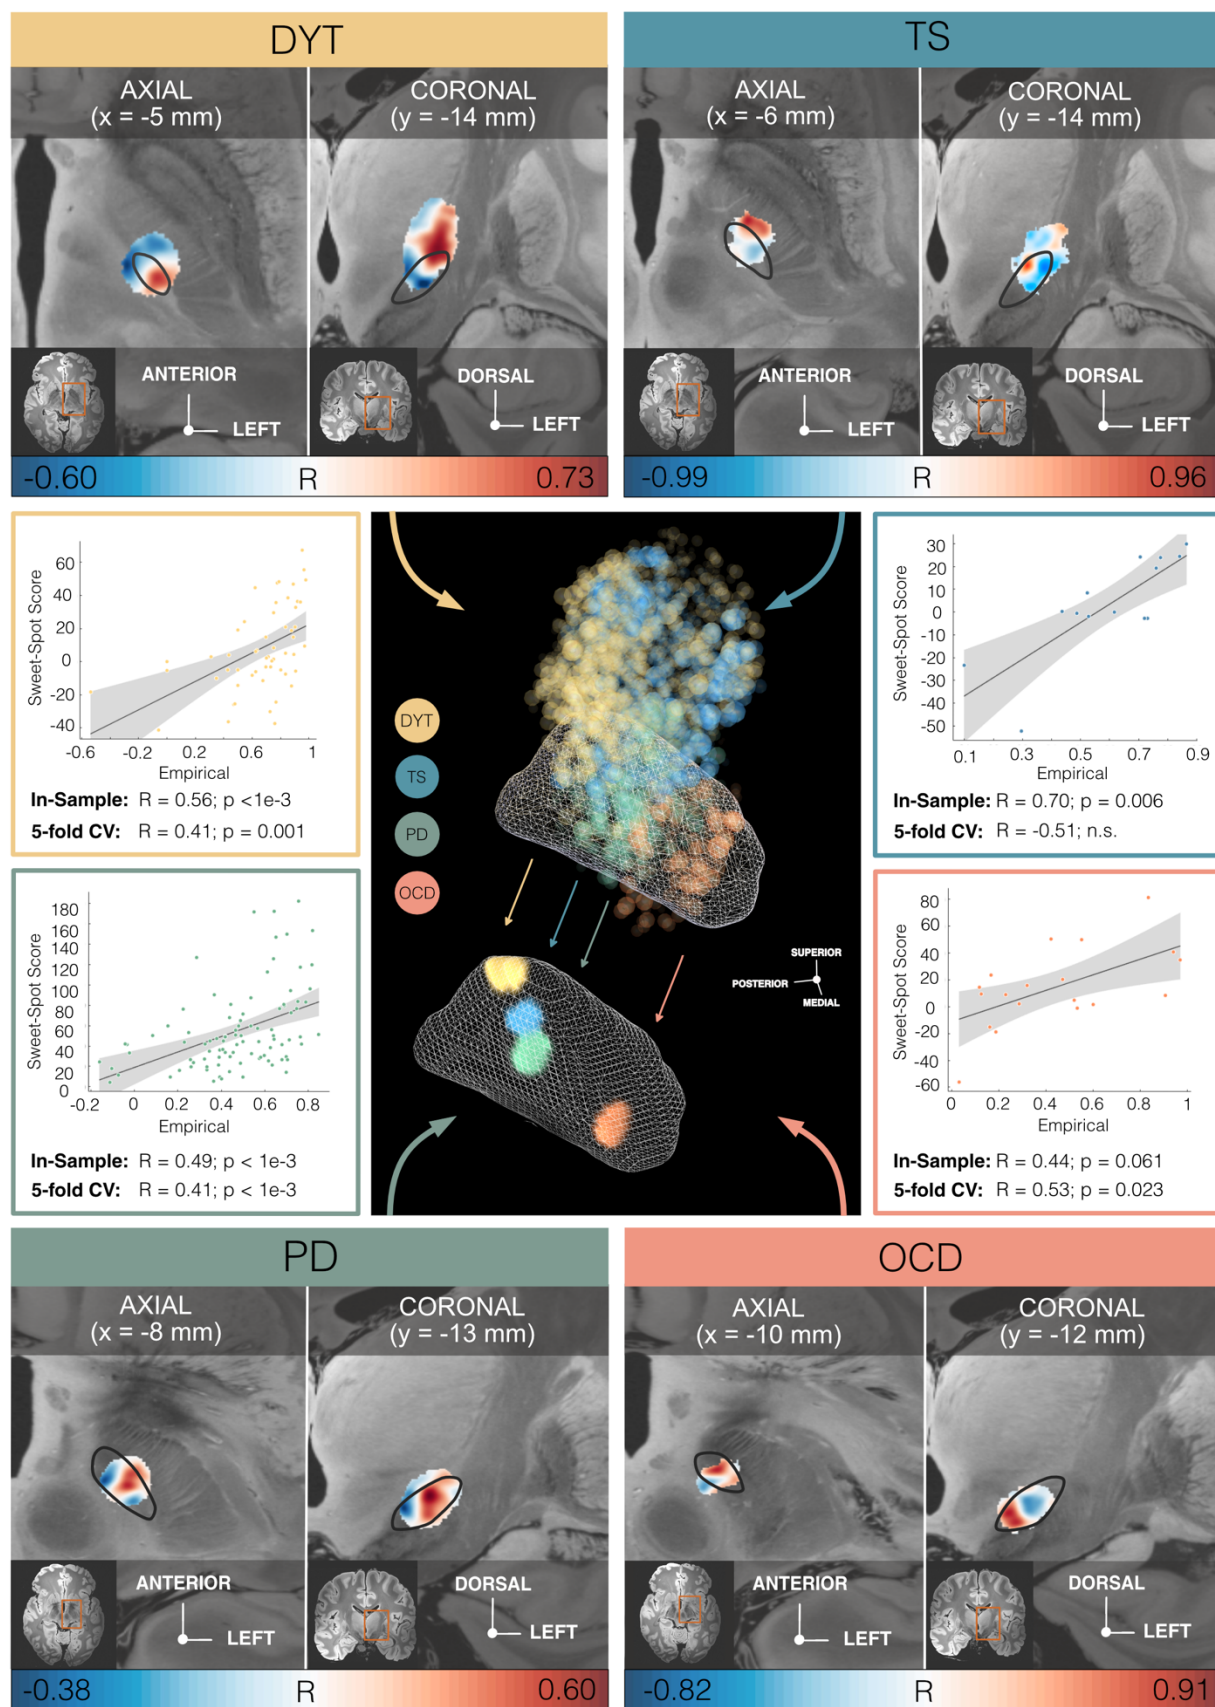 DYT
TS
AXIAL
(x = -5 mm)
CORONAL
(y = -14 mm)
AXIAL
(x = -6 mm)
CORONAL
(y = -14 mm)
ANTERIOR
LEFT
DORSAL
LEFT
ANTERIOR
LEFT
DORSAL
LEFT
-0.60 R 0.73
-0.99 R 0.96
Sweet-Spot Score
60
40
20
0
-20
-40
-0.6 -0.2 0.2 0.6 1
Empirical
In-Sample: R = 0.56; p <1e-3
5-fold CV: R = 0.41; p = 0.001
DYT
TS
PD
OCD
SUPERIOR
POSTERIOR
MEDIAL
Sweet-Spot Score
30
20
10
0
-10
-20
-30
-40
-50
0.1 0.3 0.5 0.7 0.9
Empirical
In-Sample: R = 0.70; p = 0.006
5-fold CV: R = -0.51; n.s.
Sweet-Spot Score
180
160
140
120
100
80
60
40
20
0
-0.2 0 0.2 0.4 0.6 0.8
Empirical
In-Sample: R = 0.49; p < 1e-3
5-fold CV: R = 0.41; p < 1e-3
Sweet-Spot Score
80
60
40
20
0
-20
-40
-60
0 0.2 0.4 0.6 0.8 1
Empirical
In-Sample: R = 0.44; p = 0.061
5-fold CV: R = 0.53; p = 0.023
PD
OCD
AXIAL
(x = -8 mm)
CORONAL
(y = -13 mm)
AXIAL
(x = -10 mm)
CORONAL
(y = -12 mm)
ANTERIOR
LEFT
DORSAL
LEFT
ANTERIOR
LEFT
DORSAL
LEFT
-0.38 R 0.60
-0.82 R 0.91